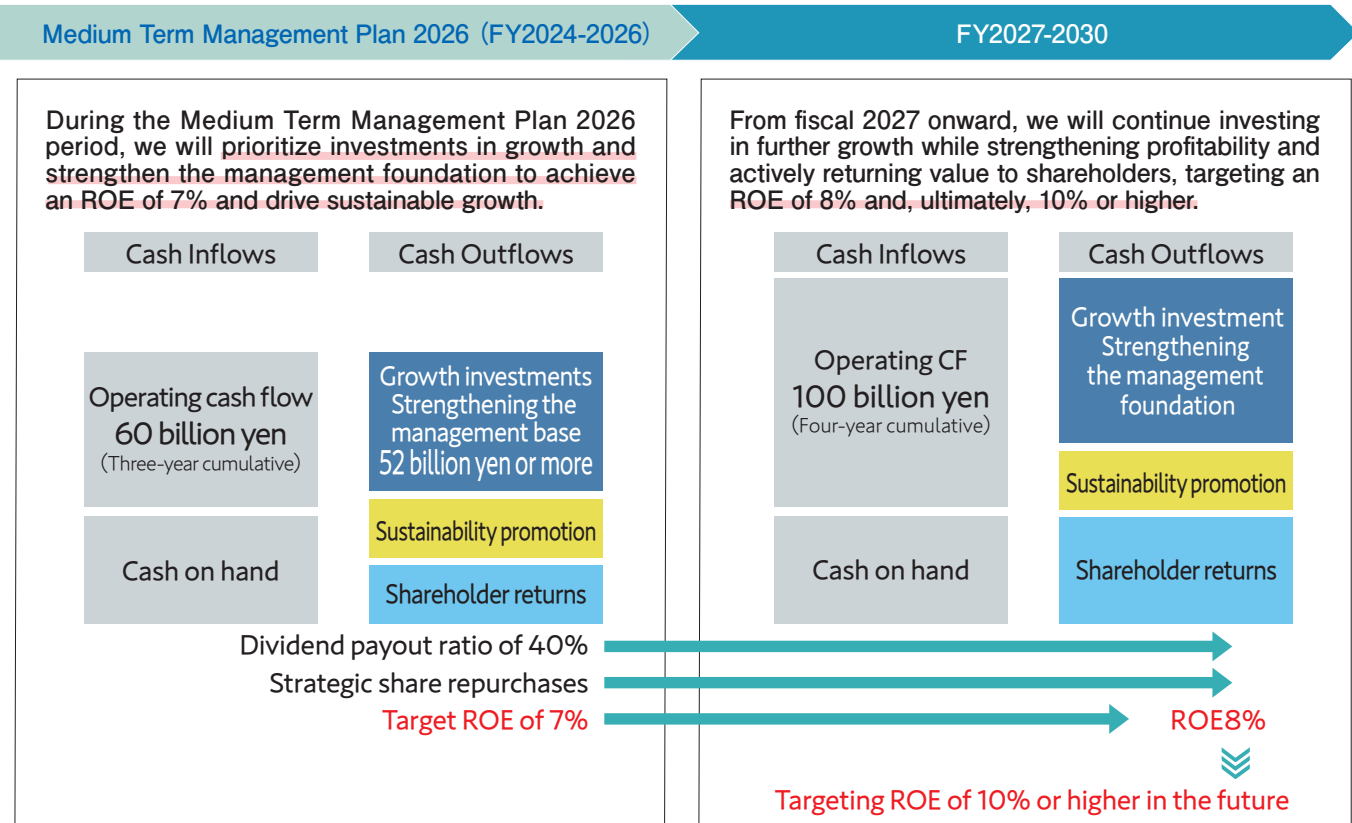 Medium Term Management Plan 2026 (FY2024-2026)
FY2027-2030
During the Medium Term Management Plan 2026
period, we will prioritize investments in growth and
strengthen the management foundation to achieve
an ROE of 7% and drive sustainable growth.
Cash Inflows
Cash Outflows
Operating cash flow
60 billion yen
(Three-year cumulative)
Cash on hand
Growth investments
Strengthening the
management base
52 billion yen or more
Sustainability promotion
Shareholder returns
From fiscal 2027 onward, we will continue investing
in further growth while strengthening profitability and
actively returning value to shareholders, targeting an
ROE of 8% and, ultimately, 10% or higher.
Cash Inflows
Cash Outflows
Operating CF
100 billion yen
(Four-year cumulative)
Cash on hand
Growth investment
Strengthening
the management
foundation
Sustainability promotion
Shareholder returns
Dividend payout ratio of 40%
Strategic share repurchases
Target ROE of 7%
ROE8%
Targeting ROE of 10% or higher in the future